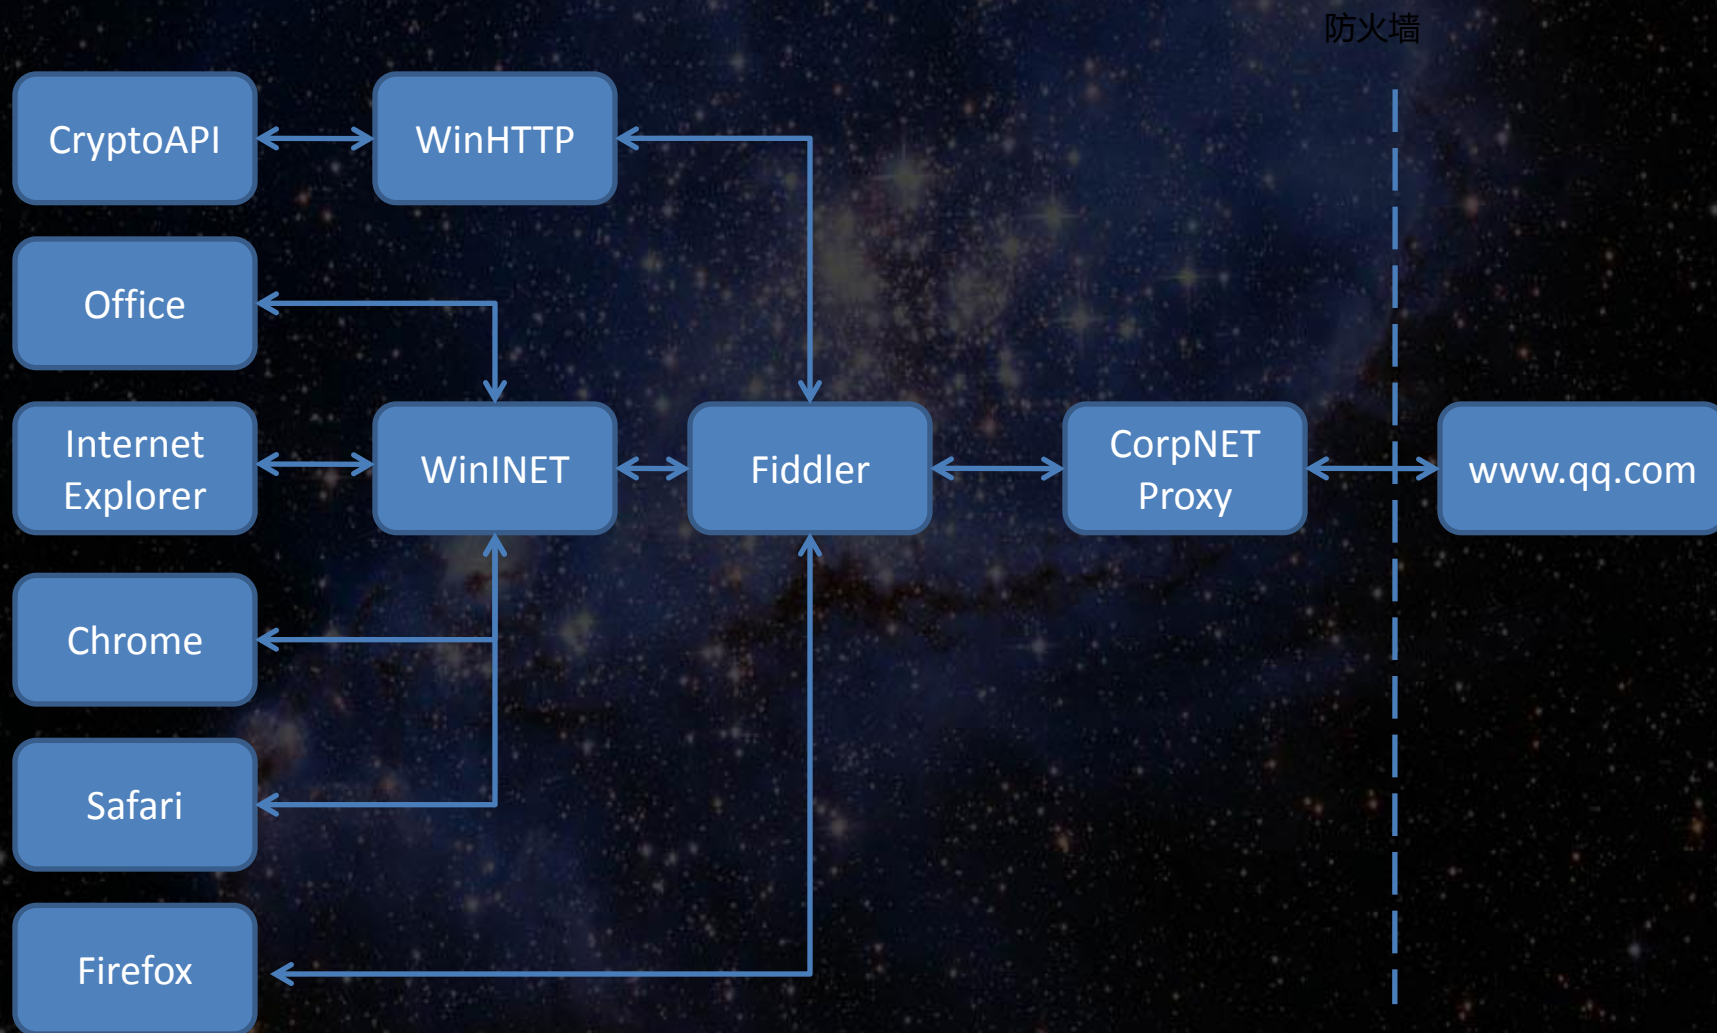 防火墙
CryptoAPI
WinHTTP
Office
Internet
Explorer
WinINET
Fiddler
CorpNET
Proxy
www.qq.com
Chrome
Safari
Firefox